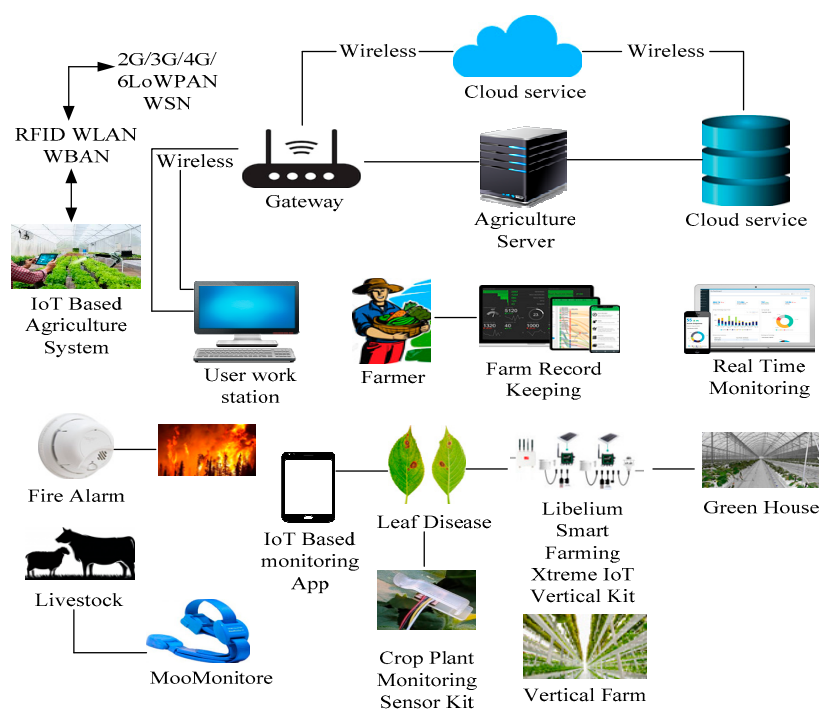 2G/3G/4G/
6LoWPAN
WSN
Wireless
Wireless
Cloud service
RFID WLAN
WBAN
Wireless
Gateway
Agriculture
Server
Cloud service
IoT Based
Agriculture
System
User work
station
Farmer
Farm Record
Keeping
Real Time
Monitoring
Fire Alarm
IoT Based
monitoring
App
Leaf Disease
Libelium
Smart
Farming
Xtreme IoT
Vertical Kit
Green House
Livestock
MooMonitore
Crop Plant
Monitoring
Sensor Kit
Vertical Farm